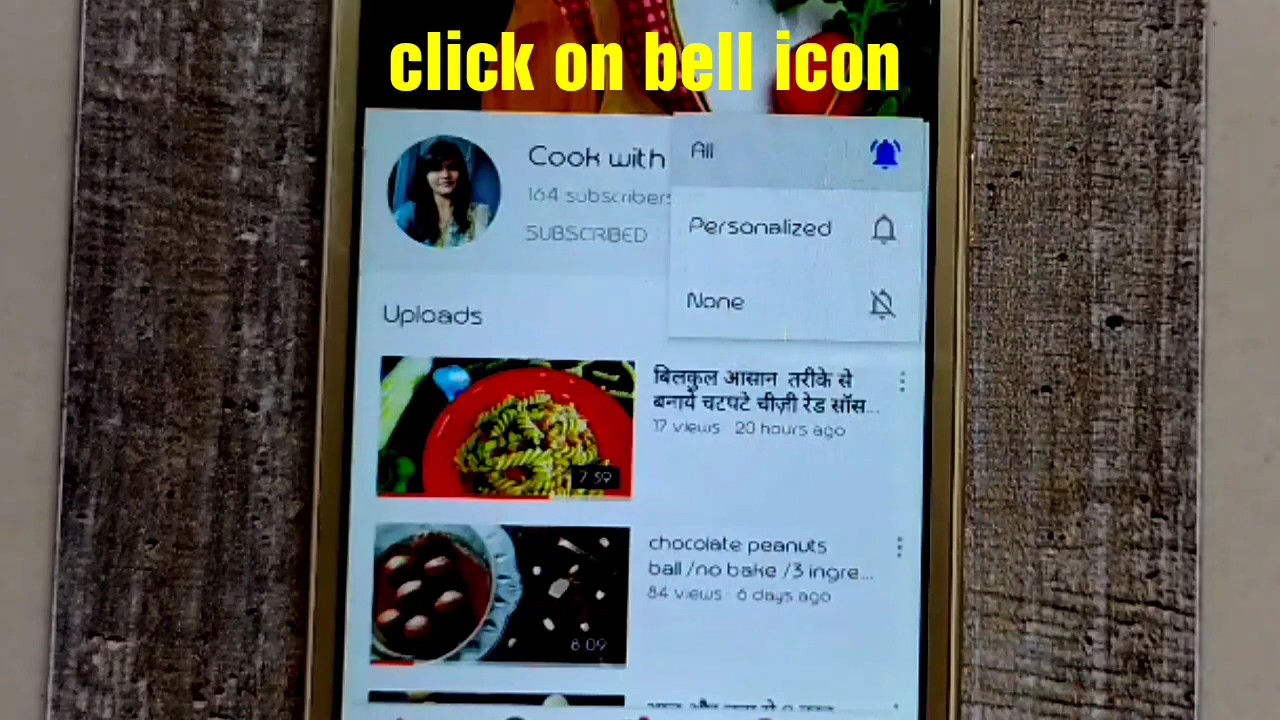 click on bell icon
Cook with
All
164 subscribers
SUBSCRIBED
Personalized
None
Uploads
बिलकुल आसान तरीके से
बनाये चटपटे चीज़ी रेड सॉस...
17 views · 20 hours ago
7:59
chocolate peanuts
ball /no bake /3 ingre...
84 views · 6 days ago
8:09